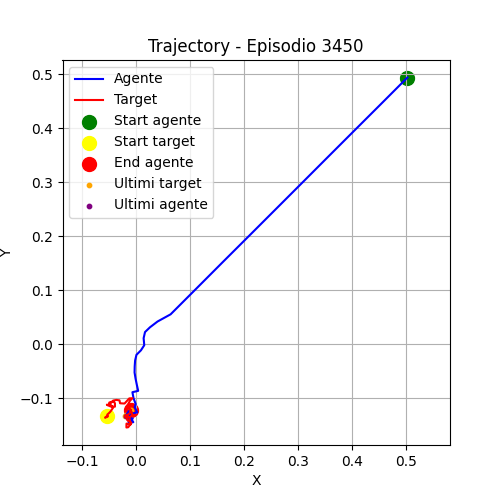 Trajectory - Episodio 3450
Agente
Target
Start agente
Start target
End agente
Ultimi target
Ultimi agente
0.5
0.4
0.3
0.2
0.1
0.0
−0.1
Y
−0.1 0.0 0.1 0.2 0.3 0.4 0.5
X